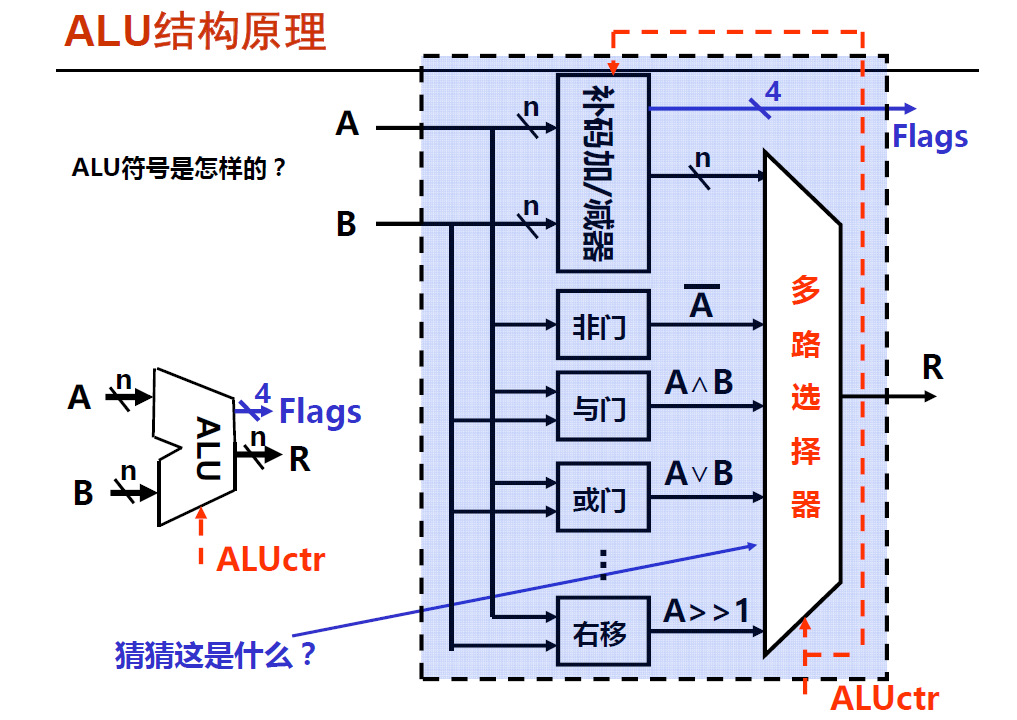 ALU结构原理
A
n
B
n
补码加/减器
4
Flags
n
ALU符号是怎样的？
非门
A
与门
A∧B
或门
A∨B
⋮
右移
A>>1
多路选择器
R
ALUctr
A
n
B
n
ALU
4
Flags
n
R
ALUctr
猜猜这是什么？